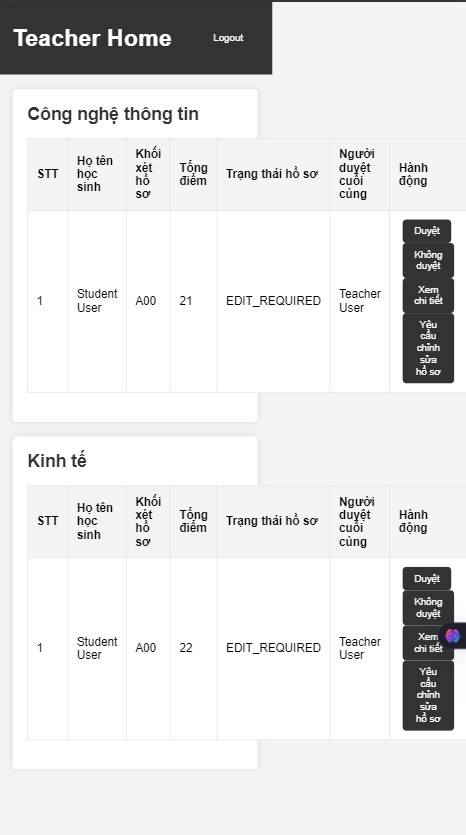 Teacher Home
Logout
Công nghệ thông tin
STT
Họ tên
học
sinh
Khối
xét
hồ
sơ
Tổng
điểm
Trạng thái hồ sơ
Người
duyệt
cuối
cùng
Hành
động
1
Student
User
A00
21
EDIT_REQUIRED
Teacher
User
Duyệt
Không
duyệt
Xem
chi tiết
Yêu
cầu
chỉnh
sửa
hồ sơ
Kinh tế
STT
Họ tên
học
sinh
Khối
xét
hồ
sơ
Tổng
điểm
Trạng thái hồ sơ
Người
duyệt
cuối
cùng
Hành
động
1
Student
User
A00
22
EDIT_REQUIRED
Teacher
User
Duyệt
Không
duyệt
Xem
chi tiết
Yêu
cầu
chỉnh
sửa
hồ sơ